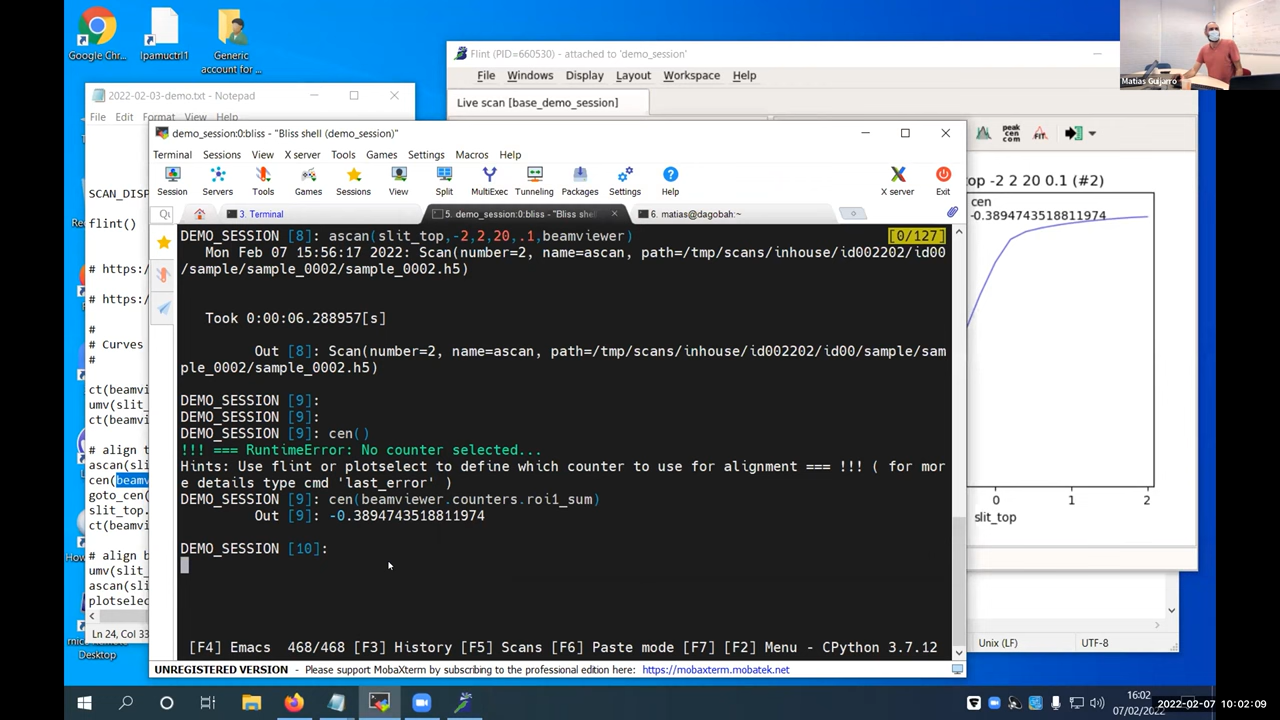 Google Chr...
lpamuctrl1
Generic
account for ...
Flint (PID=660530) - attached to 'demo_session'
File Windows Display Layout Workspace Help
Live scan [base_demo_session]
Matias Guijarro
2022-02-03-demo.txt - Notepad
File Edit Format View Help
SCAN_DISP
flint()
# https:/
# https:/
#
# Curves
#
ct(beamvi
umv(slit_
ct(beamvi
# align t
ascan(sli
cen(beamv
goto_cen(
slit_top.
ct(beamvi
# align b
umv(slit_
ascan(sli
plotselec
Ln 24, Col 33
Remote
Desktop
demo_session:0:bliss - "Bliss shell (demo_session)"
Terminal Sessions View X server Tools Games Settings Macros Help
Session Servers Tools Games Sessions View Split MultiExec Tunneling Packages Settings Help X server Exit
3. Terminal
5. demo_session:0:bliss - "Bliss shell
6. matias@dagobah:~
DEMO_SESSION [8]: ascan(slit_top,-2,2,20,.1,beamviewer) [0/127]
Mon Feb 07 15:56:17 2022: Scan(number=2, name=ascan, path=/tmp/scans/inhouse/id002202/id00
/sample/sample_0002/sample_0002.h5)
Took 0:00:06.288957[s]
Out [8]: Scan(number=2, name=ascan, path=/tmp/scans/inhouse/id002202/id00/sample/sam
ple_0002/sample_0002.h5)
DEMO_SESSION [9]:
DEMO_SESSION [9]:
DEMO_SESSION [9]: cen()
!!! === RuntimeError: No counter selected...
Hints: Use flint or plotselect to define which counter to use for alignment === !!! ( for mor
e details type cmd 'last_error' )
DEMO_SESSION [9]: cen(beamviewer.counters.roi1_sum)
Out [9]: -0.3894743518811974
DEMO_SESSION [10]:
[F4] Emacs 468/468 [F3] History [F5] Scans [F6] Paste mode [F7] [F2] Menu - CPython 3.7.12
UNREGISTERED VERSION - Please support MobaXterm by subscribing to the professional edition here: https://mobaxterm.mobatek.net
peak
cen
com
FIT
top -2 2 20 0.1 (#2)
cen
-0.3894743518811974
0 1 2
slit_top
Unix (LF) UTF-8
16:02
07/02/2022
2022-02-07 10:02:09